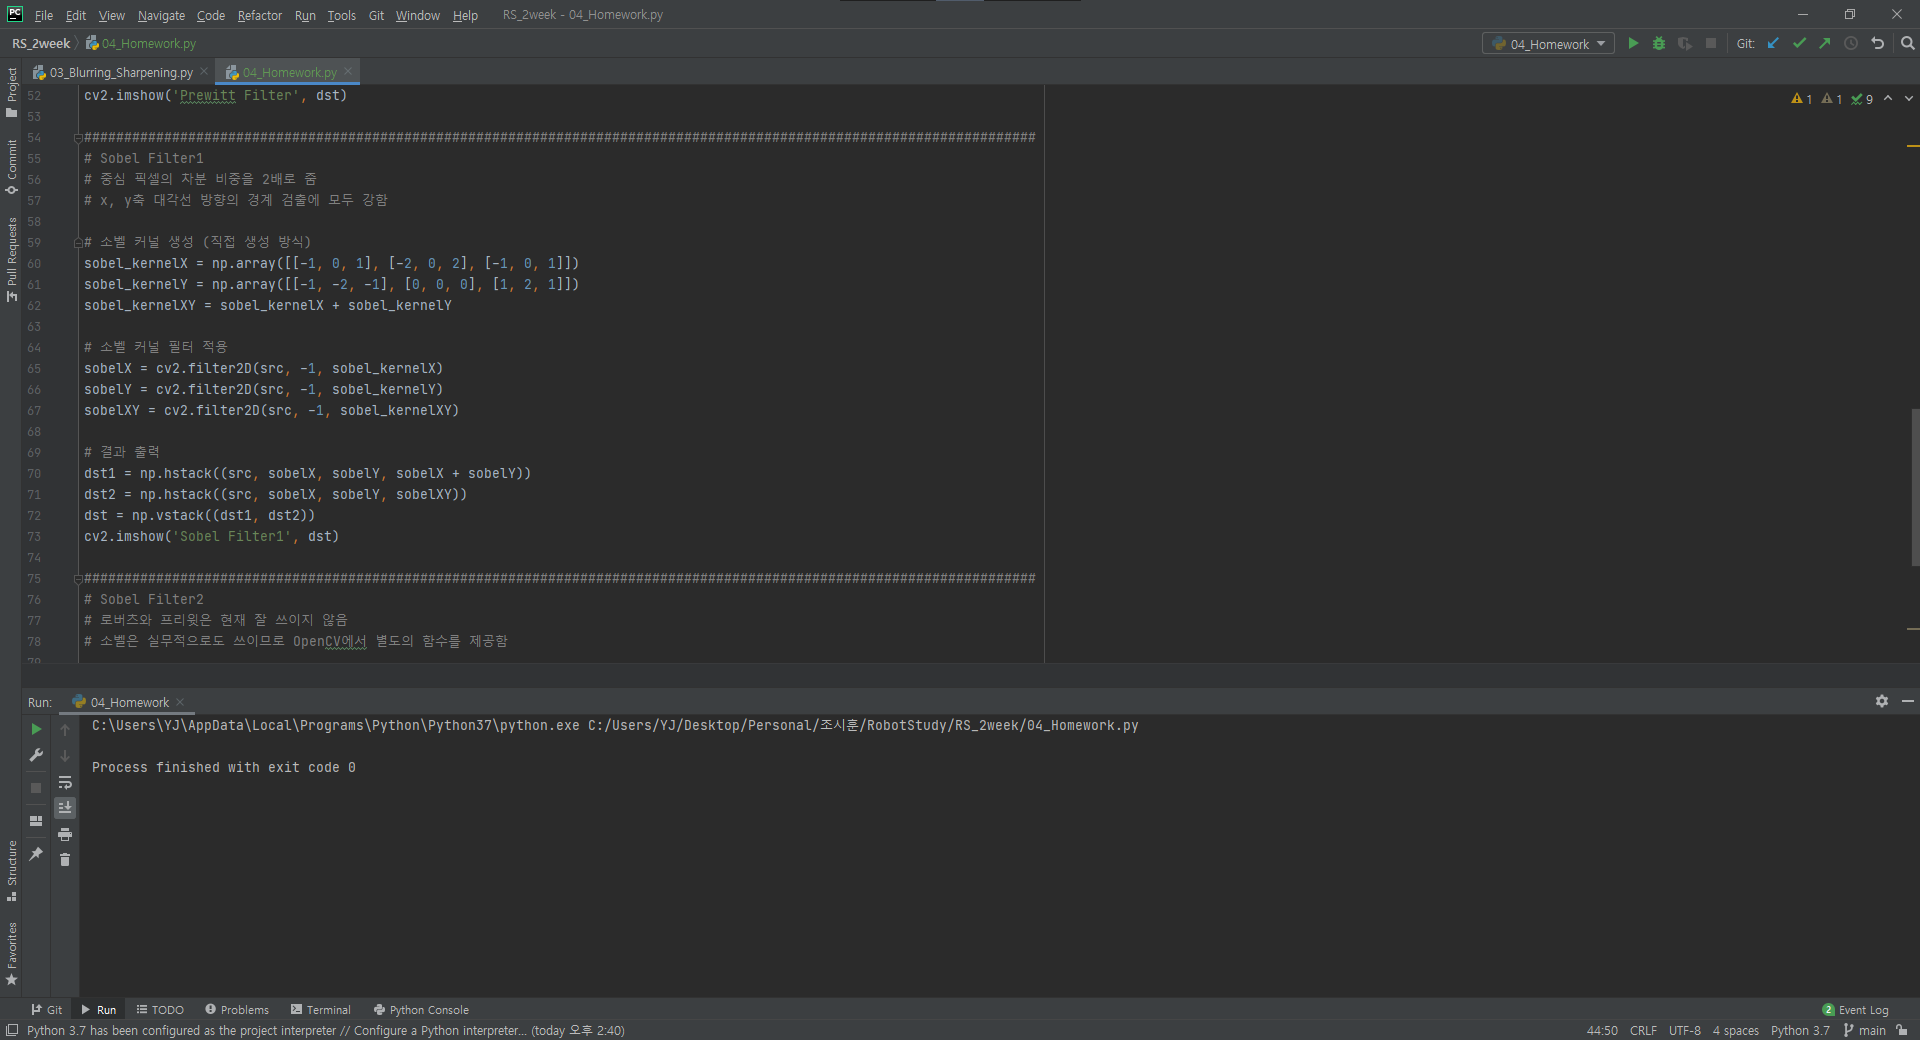 PC File Edit View Navigate Code Refactor Run Tools Git Window Help RS_2week - 04_Homework.py
RS_2week 04_Homework.py 04_Homework Git:
03_Blurring_Sharpening.py 04_Homework.py
Project
Commit
Pull Requests
Structure
Favorites
1 1 9
52 cv2.imshow('Prewitt Filter', dst)
53
54 #######################################################################################################################
55 # Sobel Filter1
56 # 중심 픽셀의 차분 비중을 2배로 줌
57 # x, y축 대각선 방향의 경계 검출에 모두 강함
58
59 # 소벨 커널 생성 (직접 생성 방식)
60 sobel_kernelX = np.array([[-1, 0, 1], [-2, 0, 2], [-1, 0, 1]])
61 sobel_kernelY = np.array([[-1, -2, -1], [0, 0, 0], [1, 2, 1]])
62 sobel_kernelXY = sobel_kernelX + sobel_kernelY
63
64 # 소벨 커널 필터 적용
65 sobelX = cv2.filter2D(src, -1, sobel_kernelX)
66 sobelY = cv2.filter2D(src, -1, sobel_kernelY)
67 sobelXY = cv2.filter2D(src, -1, sobel_kernelXY)
68
69 # 결과 출력
70 dst1 = np.hstack((src, sobelX, sobelY, sobelX + sobelY))
71 dst2 = np.hstack((src, sobelX, sobelY, sobelXY))
72 dst = np.vstack((dst1, dst2))
73 cv2.imshow('Sobel Filter1', dst)
74
75 #######################################################################################################################
76 # Sobel Filter2
77 # 로버츠와 프리윗은 현재 잘 쓰이지 않음
78 # 소벨은 실무적으로도 쓰이므로 OpenCV에서 별도의 함수를 제공함
79
Run: 04_Homework
C:\Users\YJ\AppData\Local\Programs\Python\Python37\python.exe C:/Users/YJ/Desktop/Personal/조시훈/RobotStudy/RS_2week/04_Homework.py
Process finished with exit code 0
Git Run TODO Problems Terminal Python Console 2 Event Log
Python 3.7 has been configured as the project interpreter // Configure a Python interpreter... (today 오후 2:40) 44:50 CRLF UTF-8 4 spaces Python 3.7 main